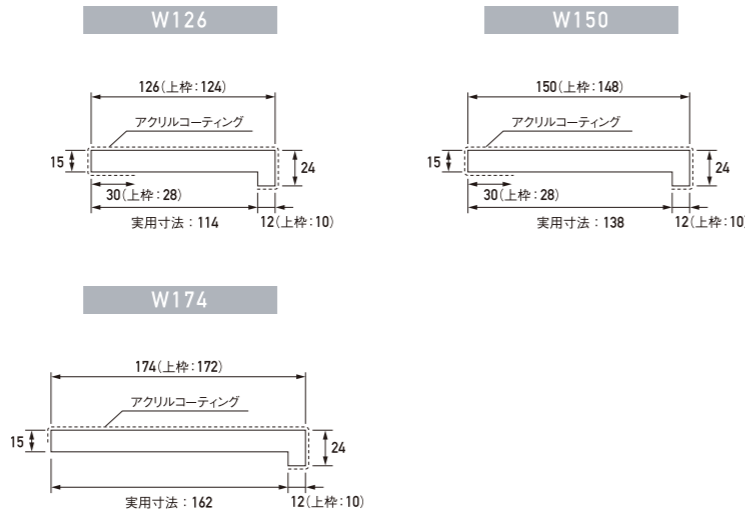 W126
126(上枠:124)
アクリルコーティング
15
24
30(上枠:28)
実用寸法:114
12(上枠:10)
W150
150(上枠:148)
アクリルコーティング
15
24
30(上枠:28)
実用寸法:138
12(上枠:10)
W174
174(上枠:172)
アクリルコーティング
15
24
実用寸法:162
12(上枠:10)